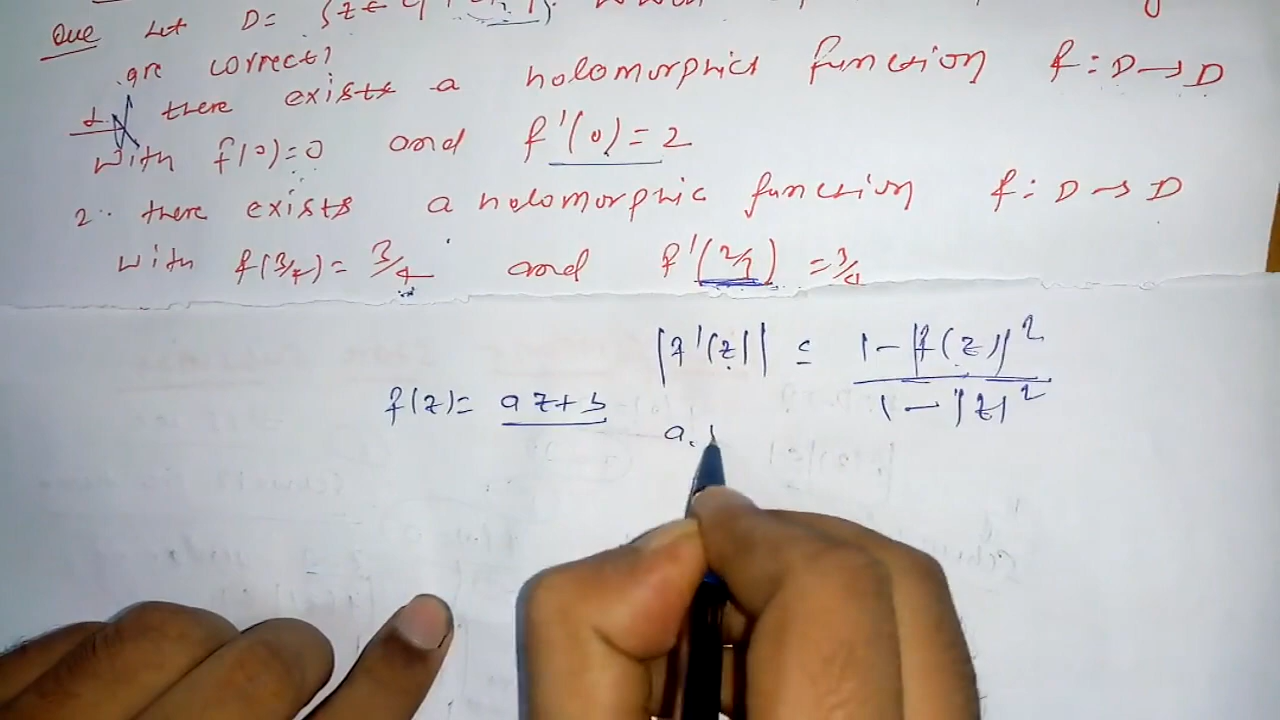 Que Let D= {z ∈
are correct?
1. there exists a holomorphics function f: D → D
with f(0)=0 and f'(0)=2
2. there exists a holomorphic function f: D → D
with f(3/4)= 3/4 and f'(2/3) = 3/4
|f'(z)| ≤ 1-|f(z)|² / 1-|z|²
f(z)= az+b
a.